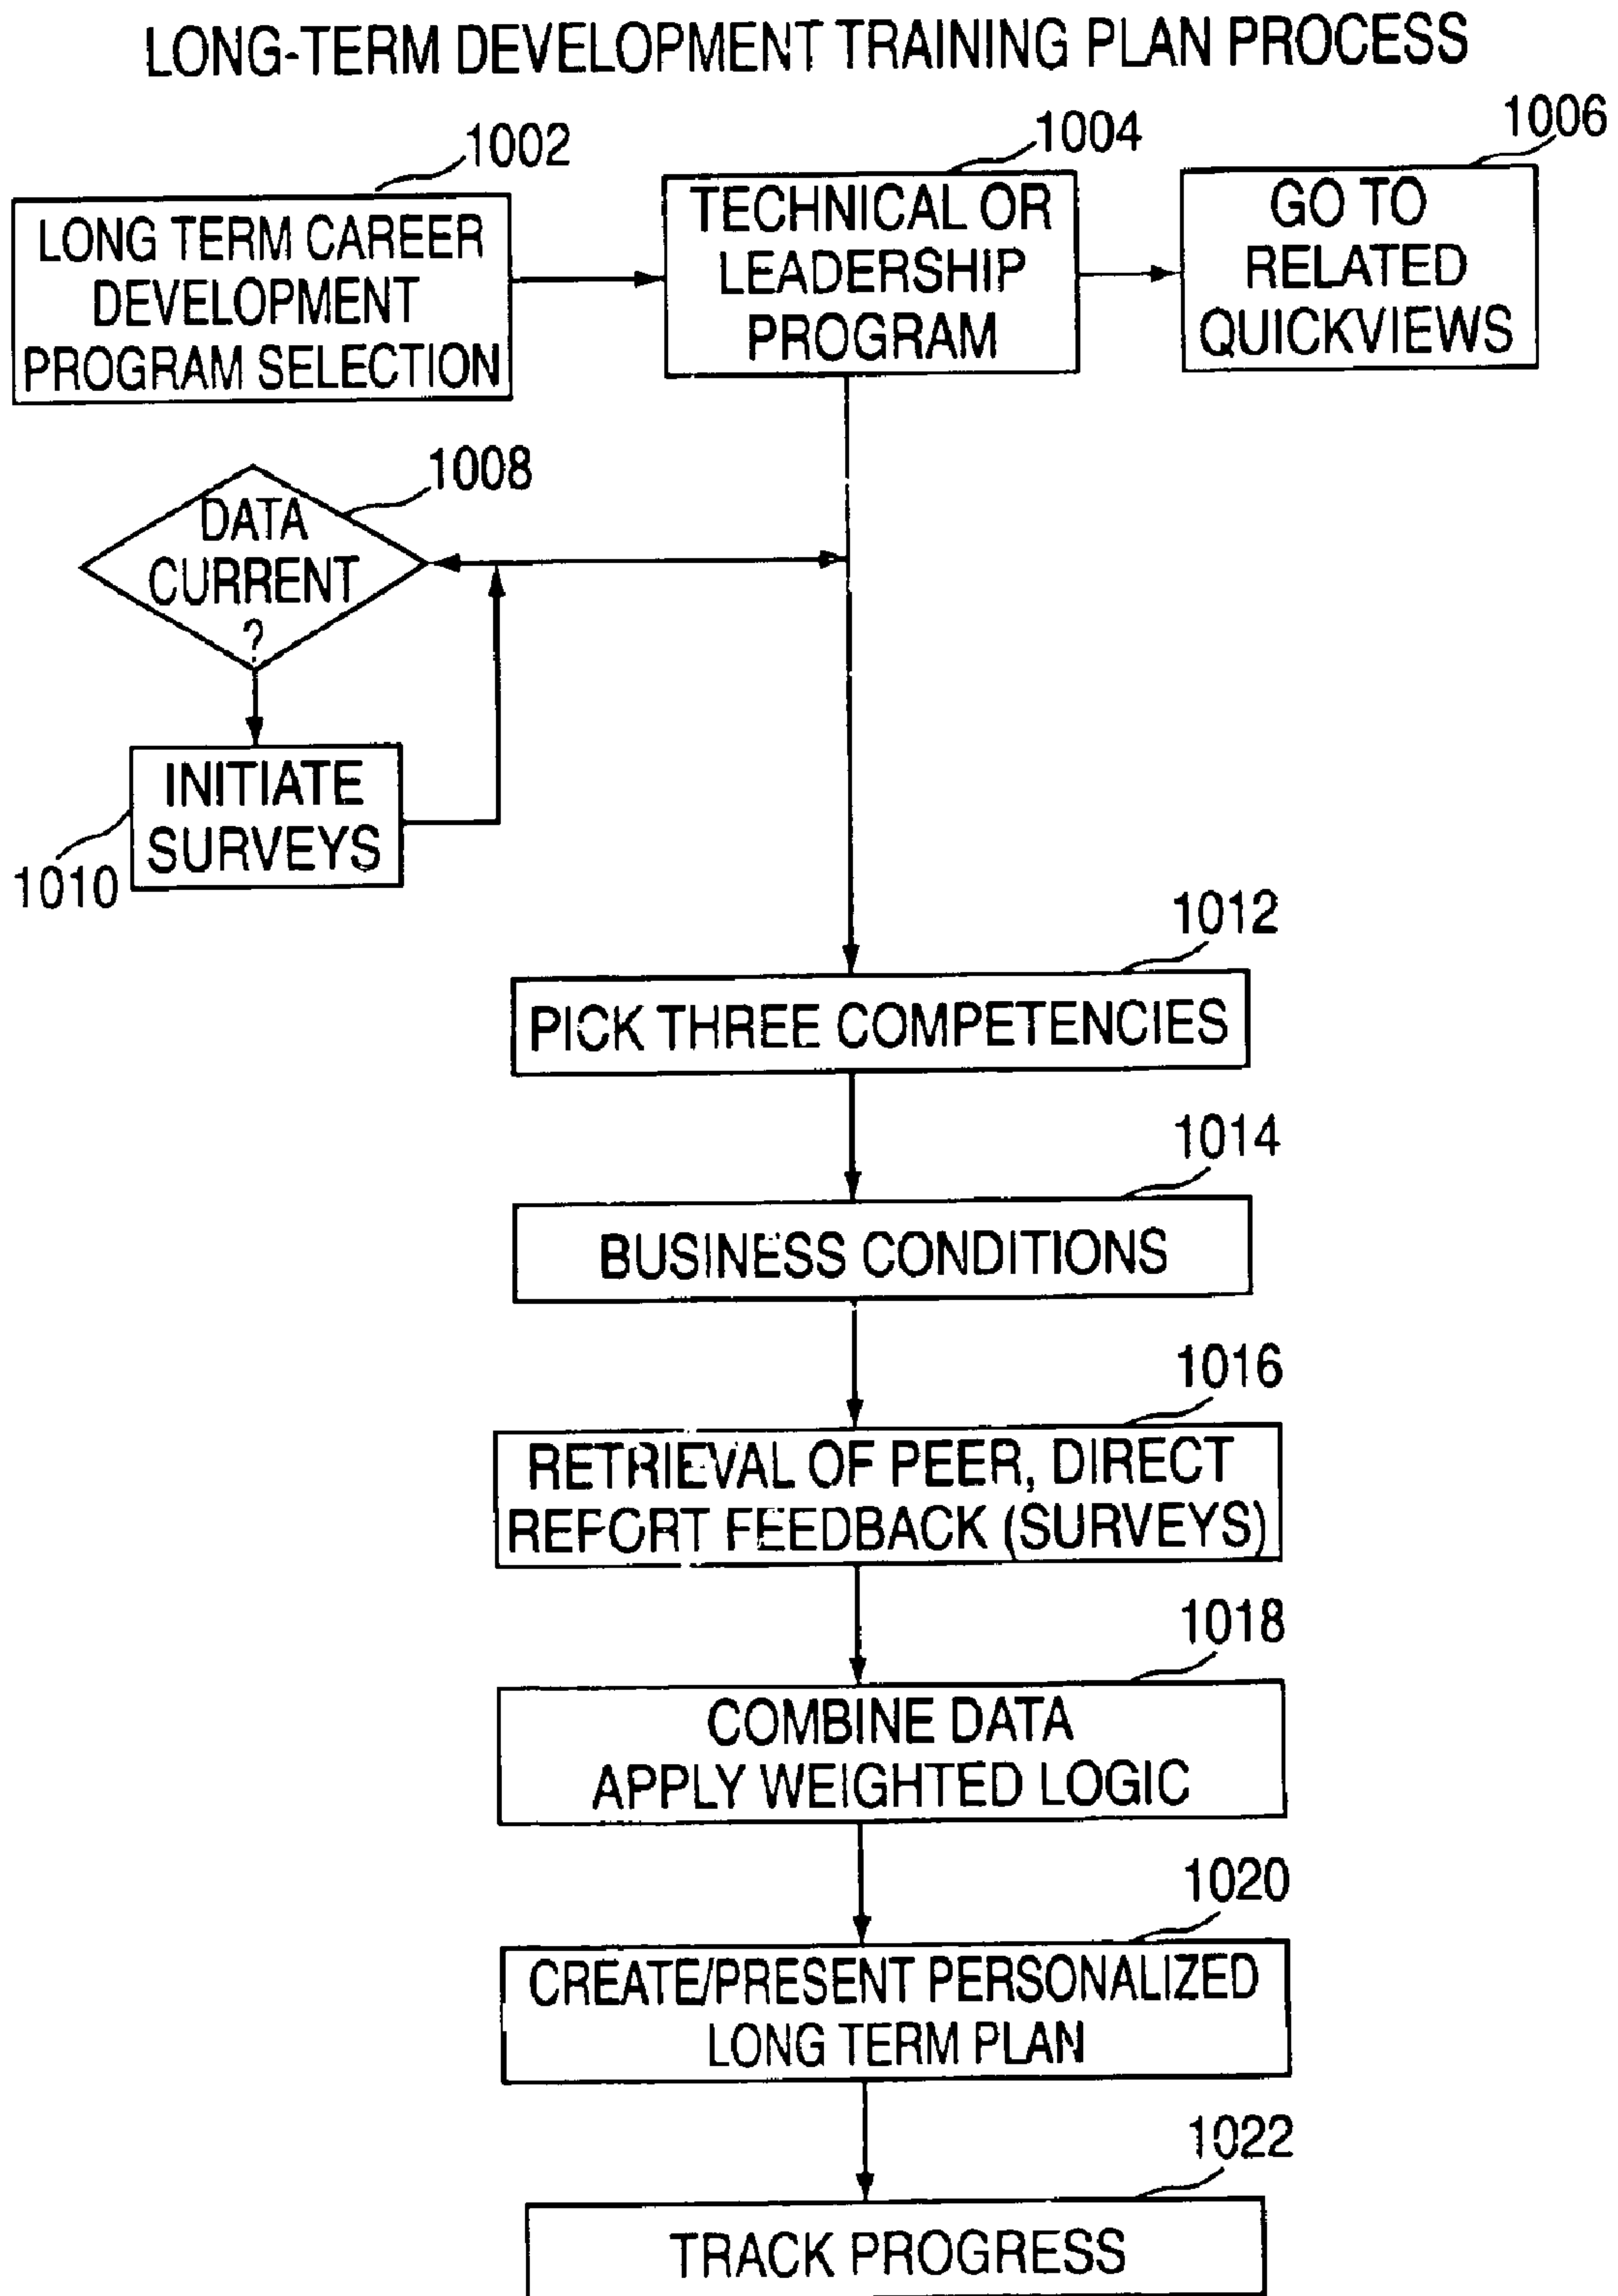 LONG-TERM DEVELOPMENT TRAINING PLAN PROCESS
1002
LONG TERM CAREER
DEVELOPMENT
PROGRAM SELECTION
1004
TECHNICAL OR
LEADERSHIP
PROGRAM
1006
GO TO
RELATED
QUICKVIEWS
1008
DATA
CURRENT
?
INITIATE
SURVEYS
1010
1012
PICK THREE COMPETENCIES
1014
BUSINESS CONDITIONS
1016
RETRIEVAL OF PEER, DIRECT
REPORT FEEDBACK (SURVEYS)
1018
COMBINE DATA
APPLY WEIGHTED LOGIC
1020
CREATE/PRESENT PERSONALIZED
LONG TERM PLAN
1022
TRACK PROGRESS